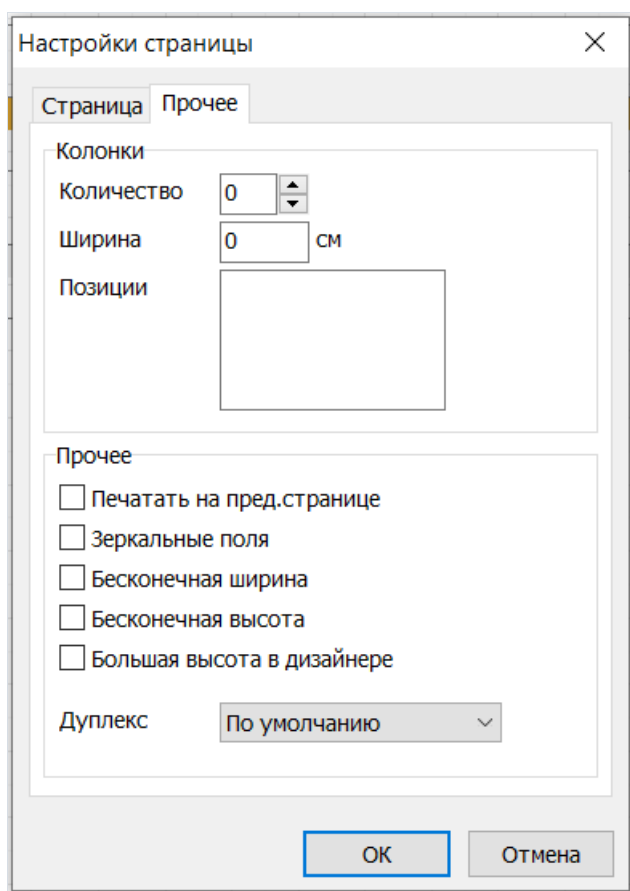 Настройки страницы
Страница Прочее
Колонки
Количество 0
Ширина 0 см
Позиции
Прочее
Печатать на пред.странице
Зеркальные поля
Бесконечная ширина
Бесконечная высота
Большая высота в дизайнере
Дуплекс По умолчанию
ОК Отмена